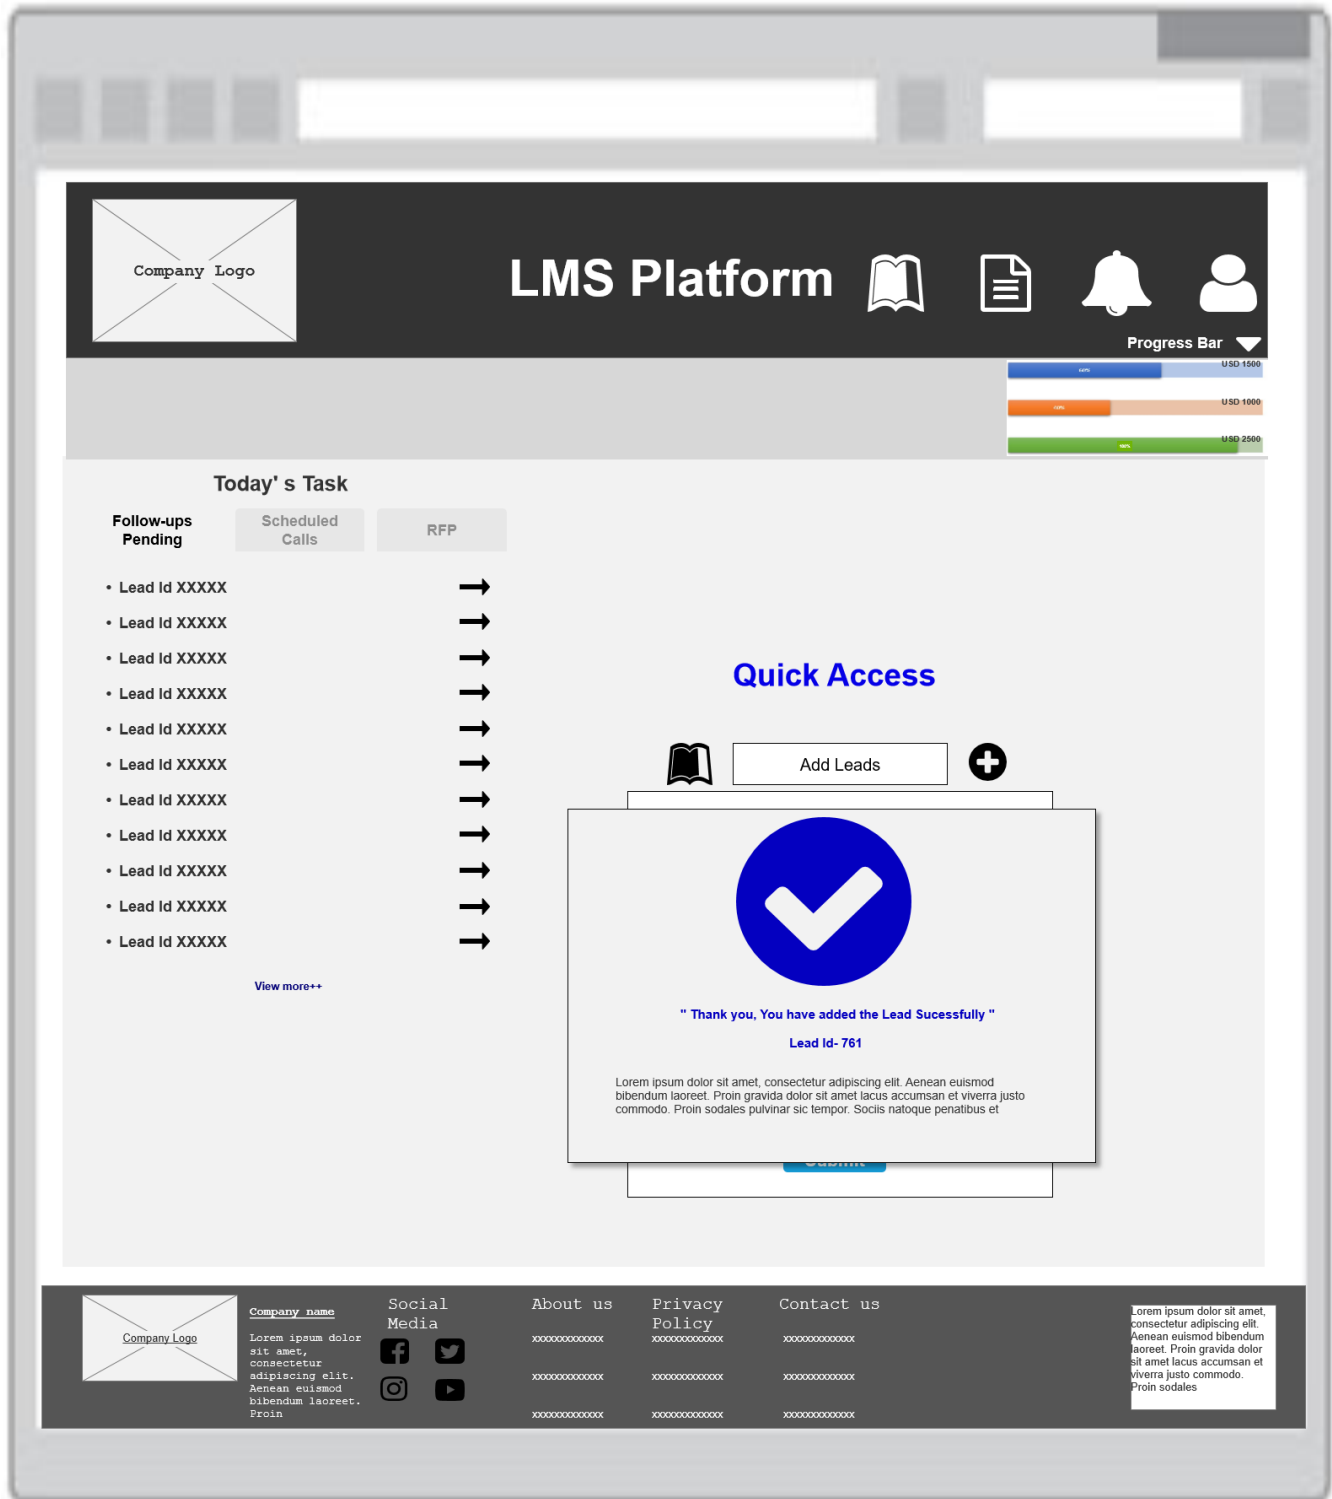 Company Logo
LMS Platform
Progress Bar
USD 1500
USD 1000
USD 2500
Today' s Task
Follow-ups
Pending
Scheduled
Calls
RFP
• Lead Id XXXXX
• Lead Id XXXXX
• Lead Id XXXXX
• Lead Id XXXXX
• Lead Id XXXXX
• Lead Id XXXXX
• Lead Id XXXXX
• Lead Id XXXXX
• Lead Id XXXXX
• Lead Id XXXXX
• Lead Id XXXXX
View more++
Quick Access
Add Leads
" Thank you, You have added the Lead Sucessfully "
Lead Id- 761
Lorem ipsum dolor sit amet, consectetur adipiscing elit. Aenean euismod
bibendum laoreet. Proin gravida dolor sit amet lacus accumsan et viverra justo
commodo. Proin sodales pulvinar sic tempor. Sociis natoque penatibus et
Submit
Company Logo
Company name
Lorem ipsum dolor
sit amet,
consectetur
adipiscing elit.
Aenean euismod
bibendum laoreet.
Proin
Social
Media
About us
xxxxxxxxxxxxx
xxxxxxxxxxxxx
xxxxxxxxxxxxx
Privacy
Policy
xxxxxxxxxxxxx
xxxxxxxxxxxxx
xxxxxxxxxxxxx
Contact us
xxxxxxxxxxxxx
xxxxxxxxxxxxx
xxxxxxxxxxxxx
Lorem ipsum dolor sit amet,
consectetur adipiscing elit.
Aenean euismod bibendum
laoreet. Proin gravida dolor
sit amet lacus accumsan et
viverra justo commodo.
Proin sodales